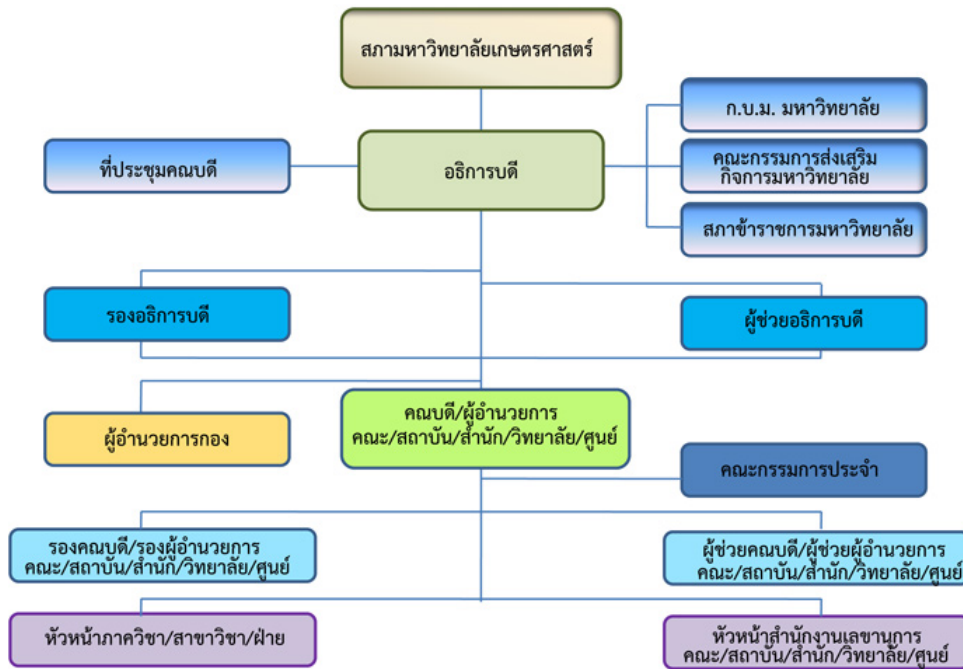 สภามหาวิทยาลัยเกษตรศาสตร์
ก.บ.ม. มหาวิทยาลัย
ที่ประชุมคณบดี
อธิการบดี
คณะกรรมการส่งเสริม
กิจการมหาวิทยาลัย
สภาข้าราชการมหาวิทยาลัย
รองอธิการบดี
ผู้ช่วยอธิการบดี
ผู้อำนวยการกอง
คณบดี/ผู้อำนวยการ
คณะ/สถาบัน/สำนัก/วิทยาลัย/ศูนย์
คณะกรรมการประจำ
รองคณบดี/รองผู้อำนวยการ
คณะ/สถาบัน/สำนัก/วิทยาลัย/ศูนย์
ผู้ช่วยคณบดี/ผู้ช่วยผู้อำนวยการ
คณะ/สถาบัน/สำนัก/วิทยาลัย/ศูนย์
หัวหน้าภาควิชา/สาขาวิชา/ฝ่าย
หัวหน้าสำนักงานเลขานุการ
คณะ/สถาบัน/สำนัก/วิทยาลัย/ศูนย์